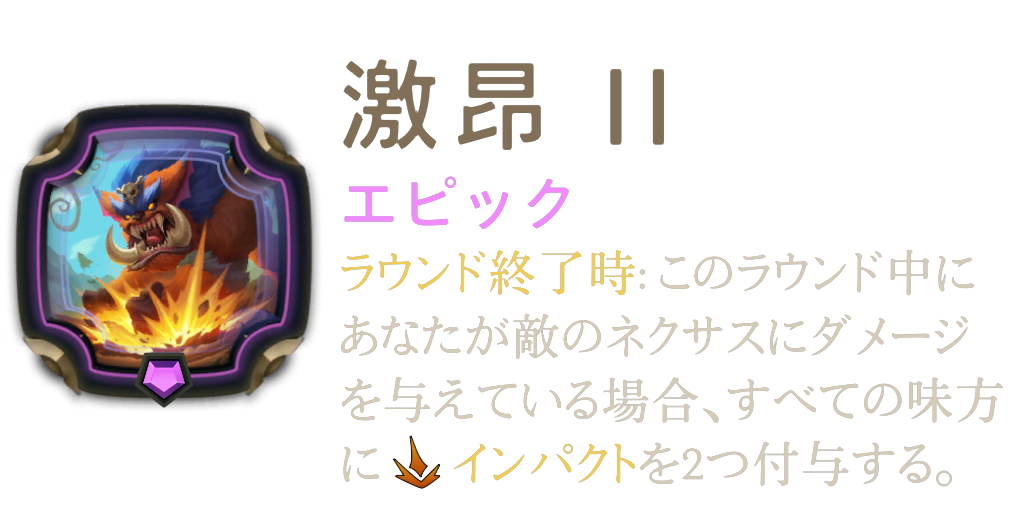 激昂 II
エピック
ラウンド終了時: このラウンド中に
あなたが敵のネクサスにダメージ
を与えている場合、すべての味方
に インパクトを2つ付与する。